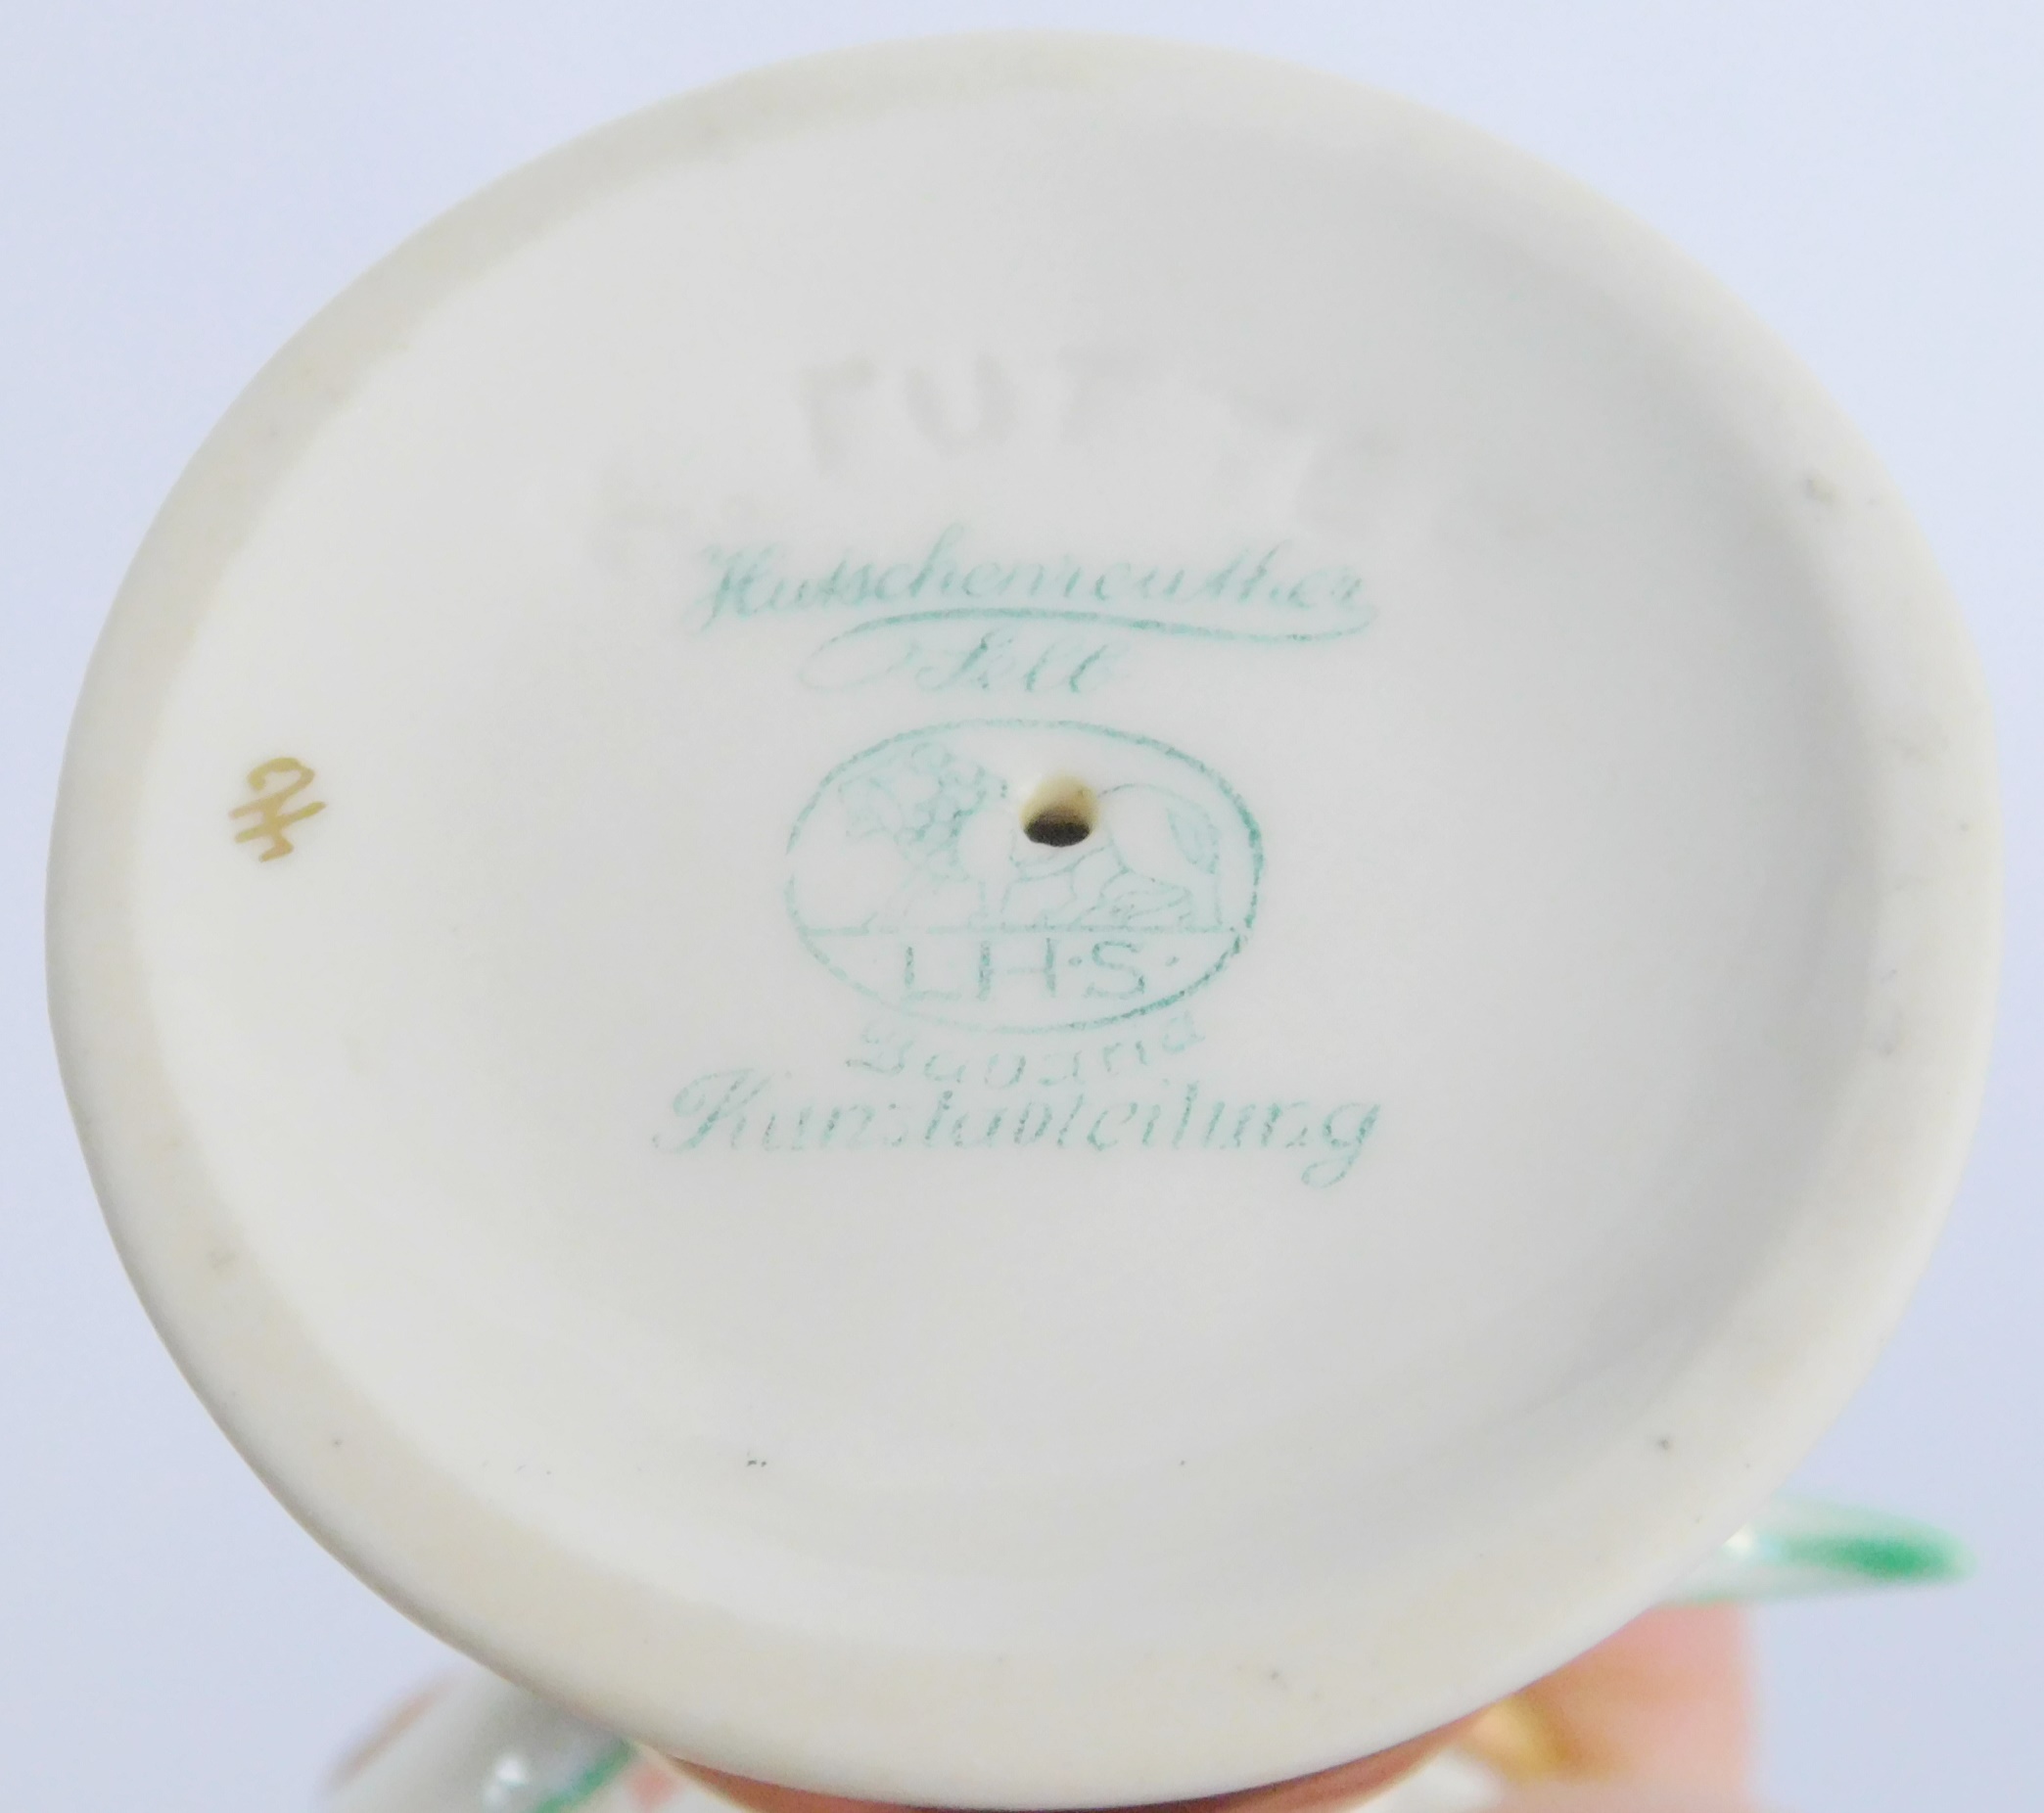 Hutschenreuther
Selb
L·H·S·
Bavaria
Kunstabteilung